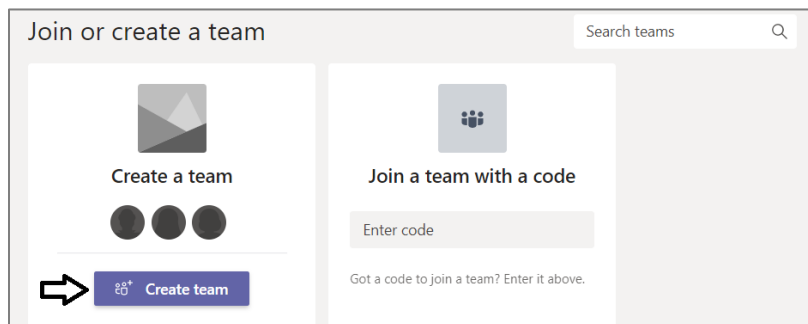 Join or create a team
Search teams
Create a team
Create team
Join a team with a code
Enter code
Got a code to join a team? Enter it above.